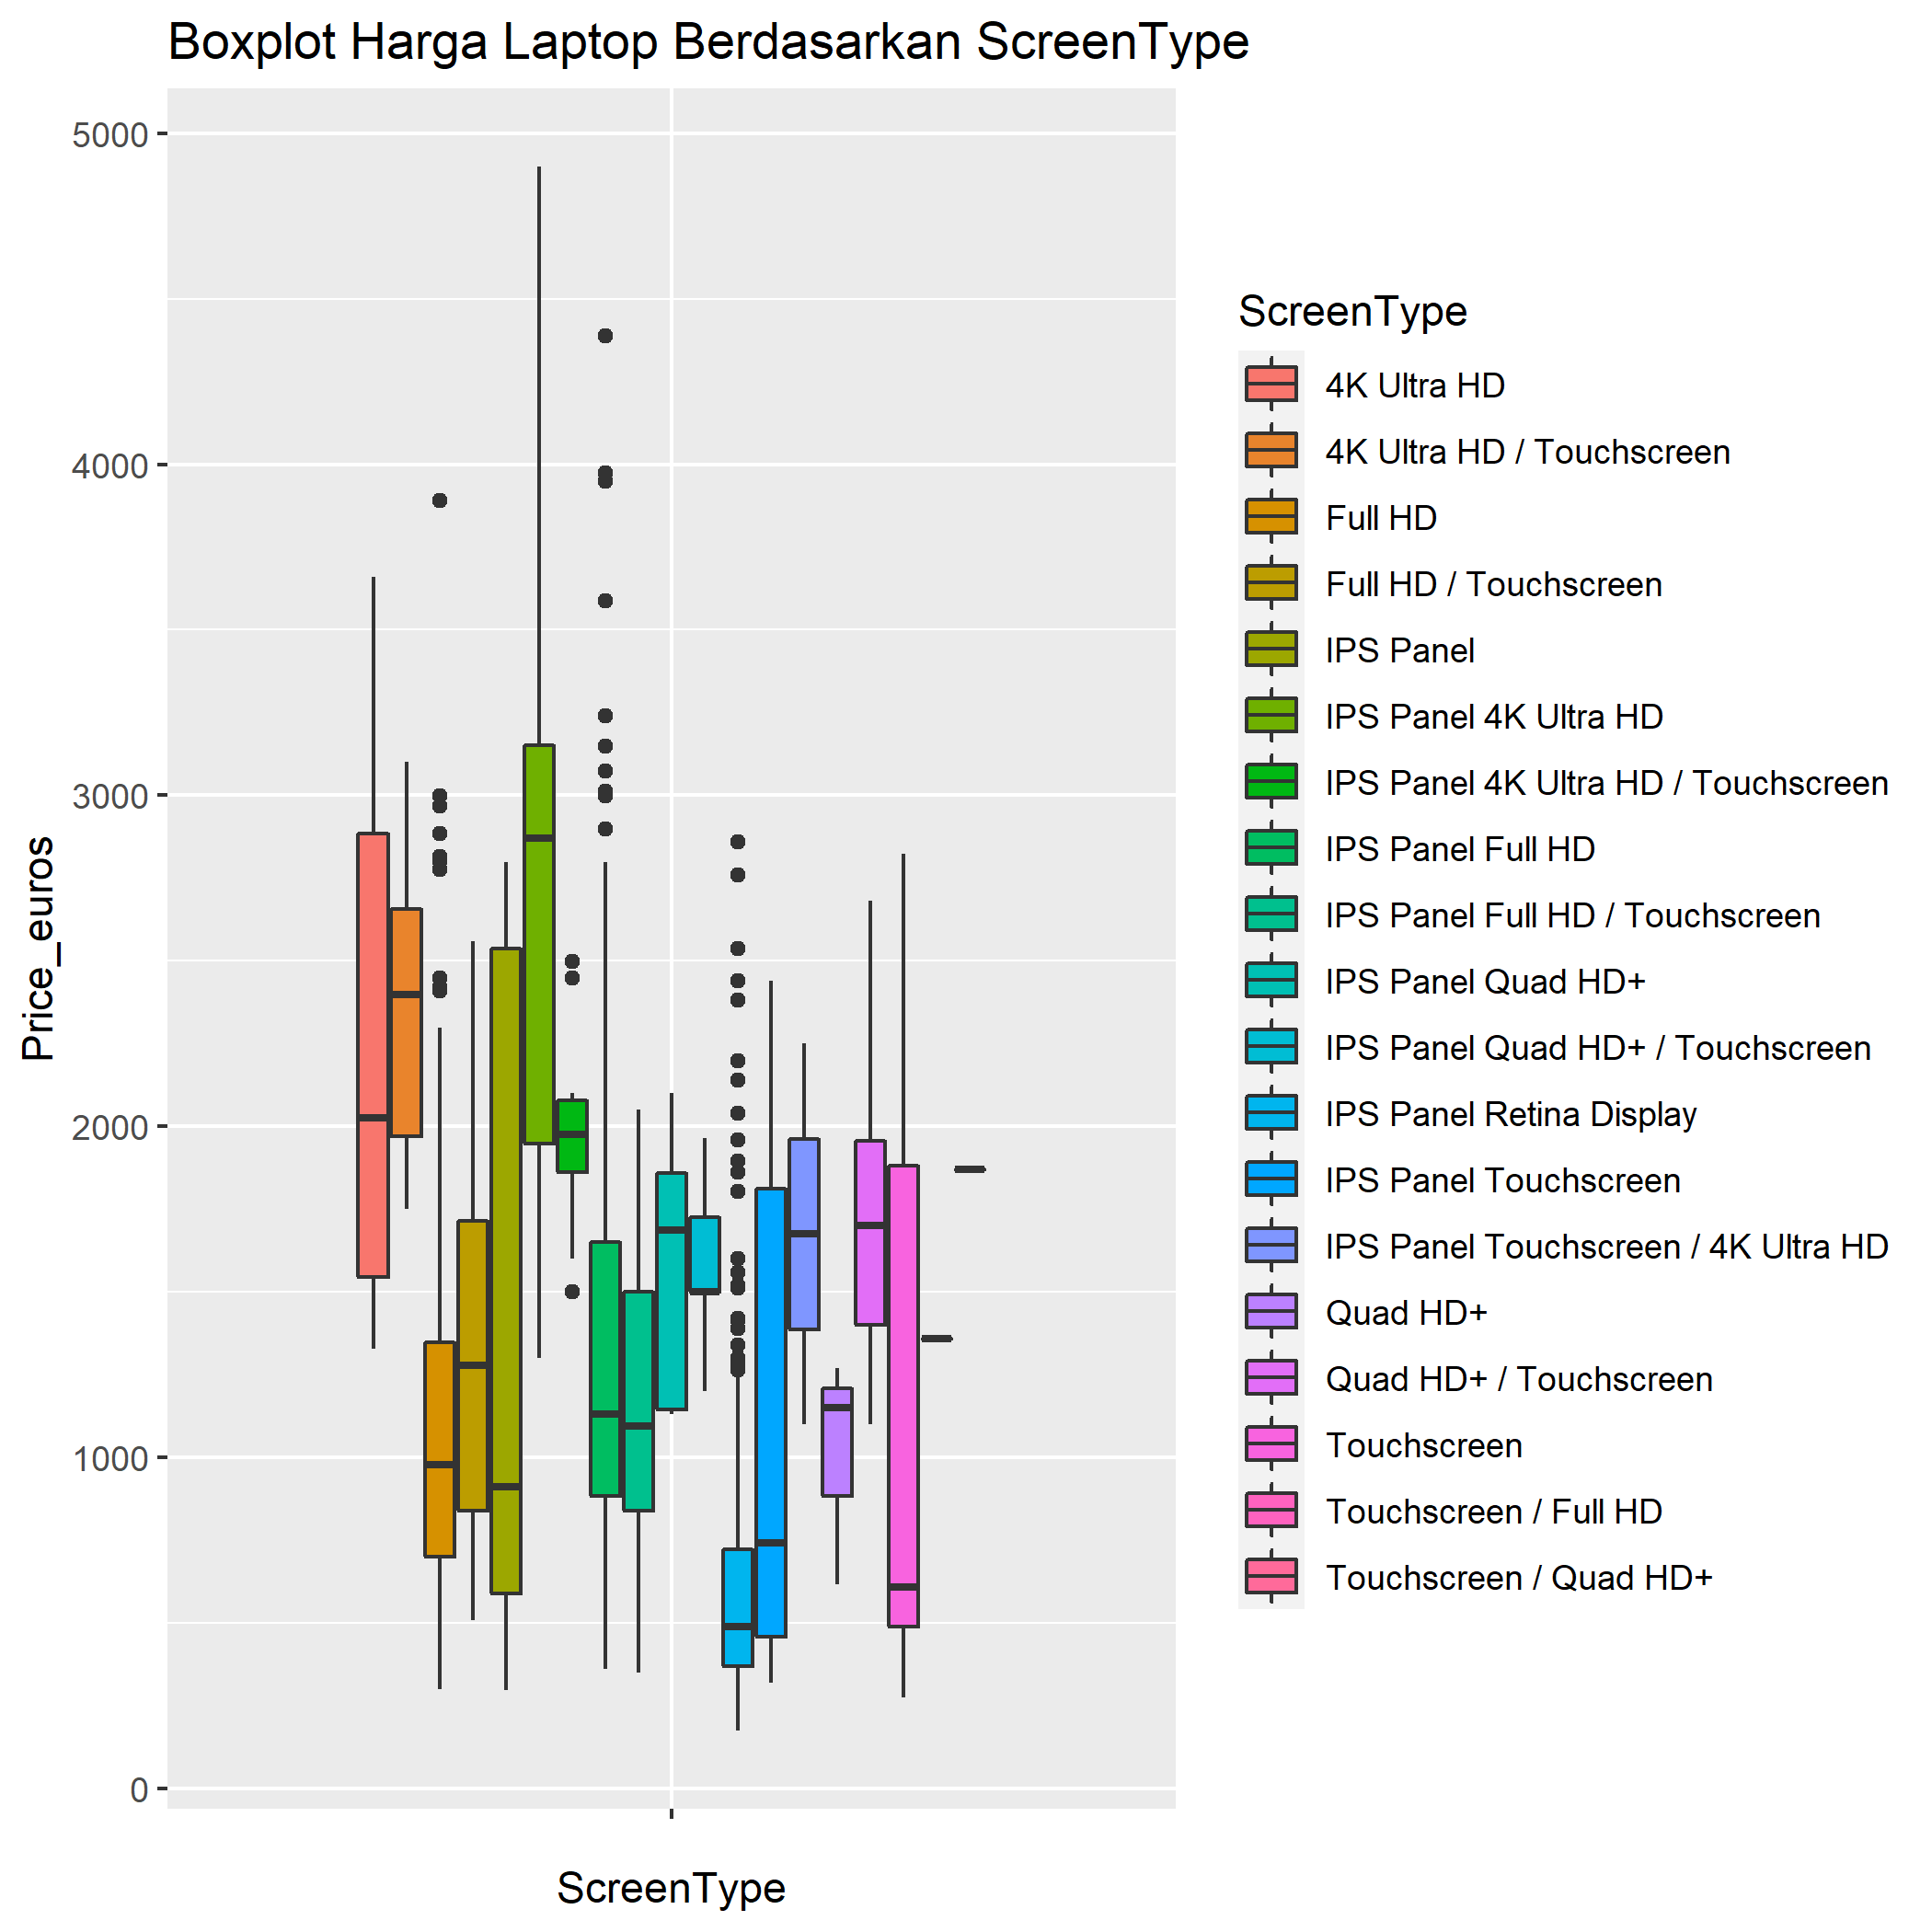 Boxplot Harga Laptop Berdasarkan ScreenType
5000
4000
3000
2000
1000
0
Price_euros
ScreenType
ScreenType
4K Ultra HD
4K Ultra HD / Touchscreen
Full HD
Full HD / Touchscreen
IPS Panel
IPS Panel 4K Ultra HD
IPS Panel 4K Ultra HD / Touchscreen
IPS Panel Full HD
IPS Panel Full HD / Touchscreen
IPS Panel Quad HD+
IPS Panel Quad HD+ / Touchscreen
IPS Panel Retina Display
IPS Panel Touchscreen
IPS Panel Touchscreen / 4K Ultra HD
Quad HD+
Quad HD+ / Touchscreen
Touchscreen
Touchscreen / Full HD
Touchscreen / Quad HD+